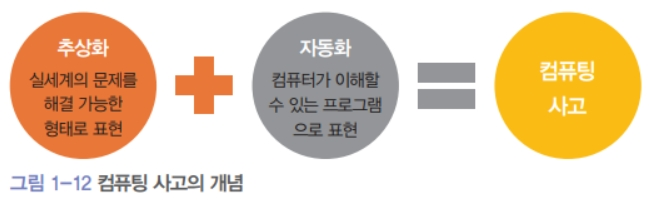 추상화
실세계의 문제를
해결 가능한
형태로 표현
자동화
컴퓨터가 이해할
수 있는 프로그램
으로 표현
컴퓨팅
사고
그림 1-12 컴퓨팅 사고의 개념